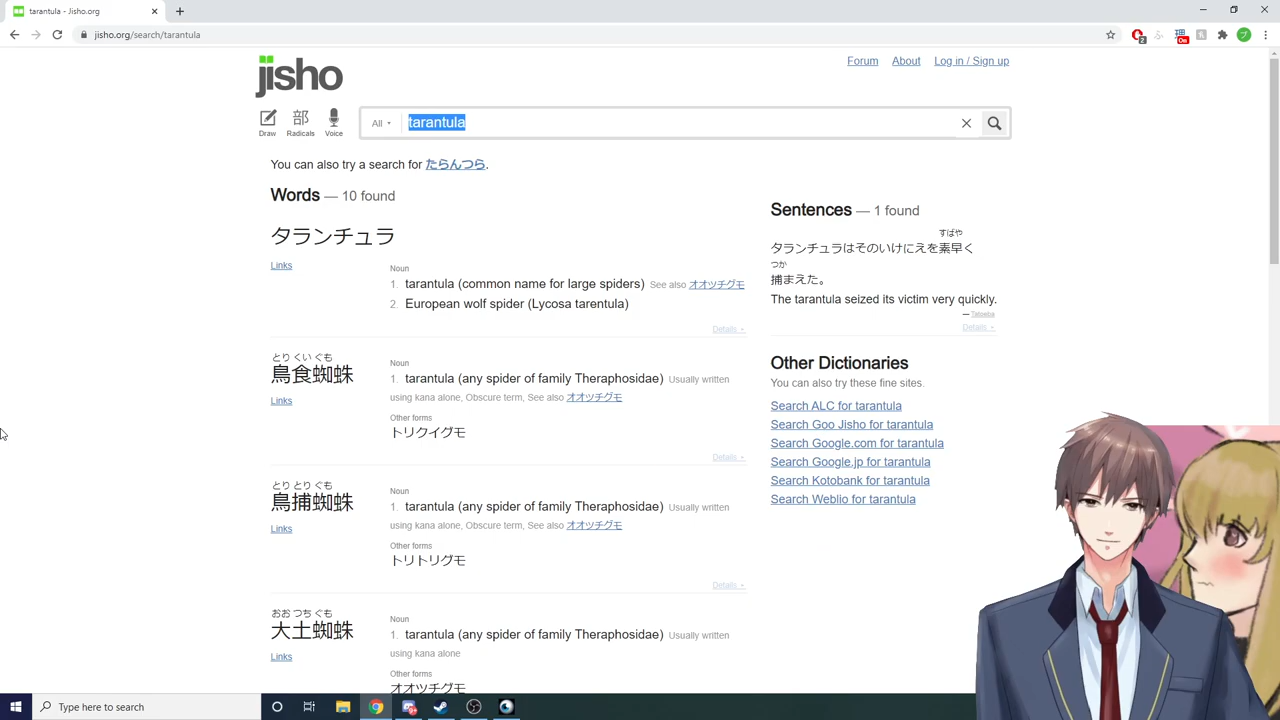 tarantula - Jisho.org
jisho.org/search/tarantula
2
On
プ
jisho
Forum
About
Log in / Sign up
部
Draw
Radicals
Voice
All
tarantula
You can also try a search for たらんつら.
Words — 10 found
タランチュラ
Links
Noun
1. tarantula (common name for large spiders) See also オオツチグモ
2. European wolf spider (Lycosa tarentula)
Details
とり くい ぐも
鳥食蜘蛛
Links
Noun
1. tarantula (any spider of family Theraphosidae) Usually written
using kana alone, Obscure term, See also オオツチグモ
Other forms
トリクイグモ
Details
とり とり ぐも
鳥捕蜘蛛
Links
Noun
1. tarantula (any spider of family Theraphosidae) Usually written
using kana alone, Obscure term, See also オオツチグモ
Other forms
トリトリグモ
Details
おお つち ぐも
大土蜘蛛
Links
Noun
1. tarantula (any spider of family Theraphosidae) Usually written
using kana alone
Other forms
オオツチグモ
Sentences — 1 found
すばや
タランチュラはそのいけにえを素早く
つか
捕まえた。
The tarantula seized its victim very quickly.
— Tatoeba
Details
Other Dictionaries
You can also try these fine sites.
Search ALC for tarantula
Search Goo Jisho for tarantula
Search Google.com for tarantula
Search Google.jp for tarantula
Search Kotobank for tarantula
Search Weblio for tarantula
Type here to search